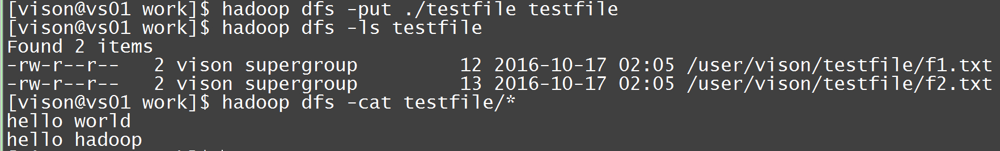 [vison@vs01 work]$ hadoop dfs -put ./testfile testfile
[vison@vs01 work]$ hadoop dfs -ls testfile
Found 2 items
-rw-r--r--   2 vison supergroup         12 2016-10-17 02:05 /user/vison/testfile/f1.txt
-rw-r--r--   2 vison supergroup         13 2016-10-17 02:05 /user/vison/testfile/f2.txt
[vison@vs01 work]$ hadoop dfs -cat testfile/*
hello world
hello hadoop